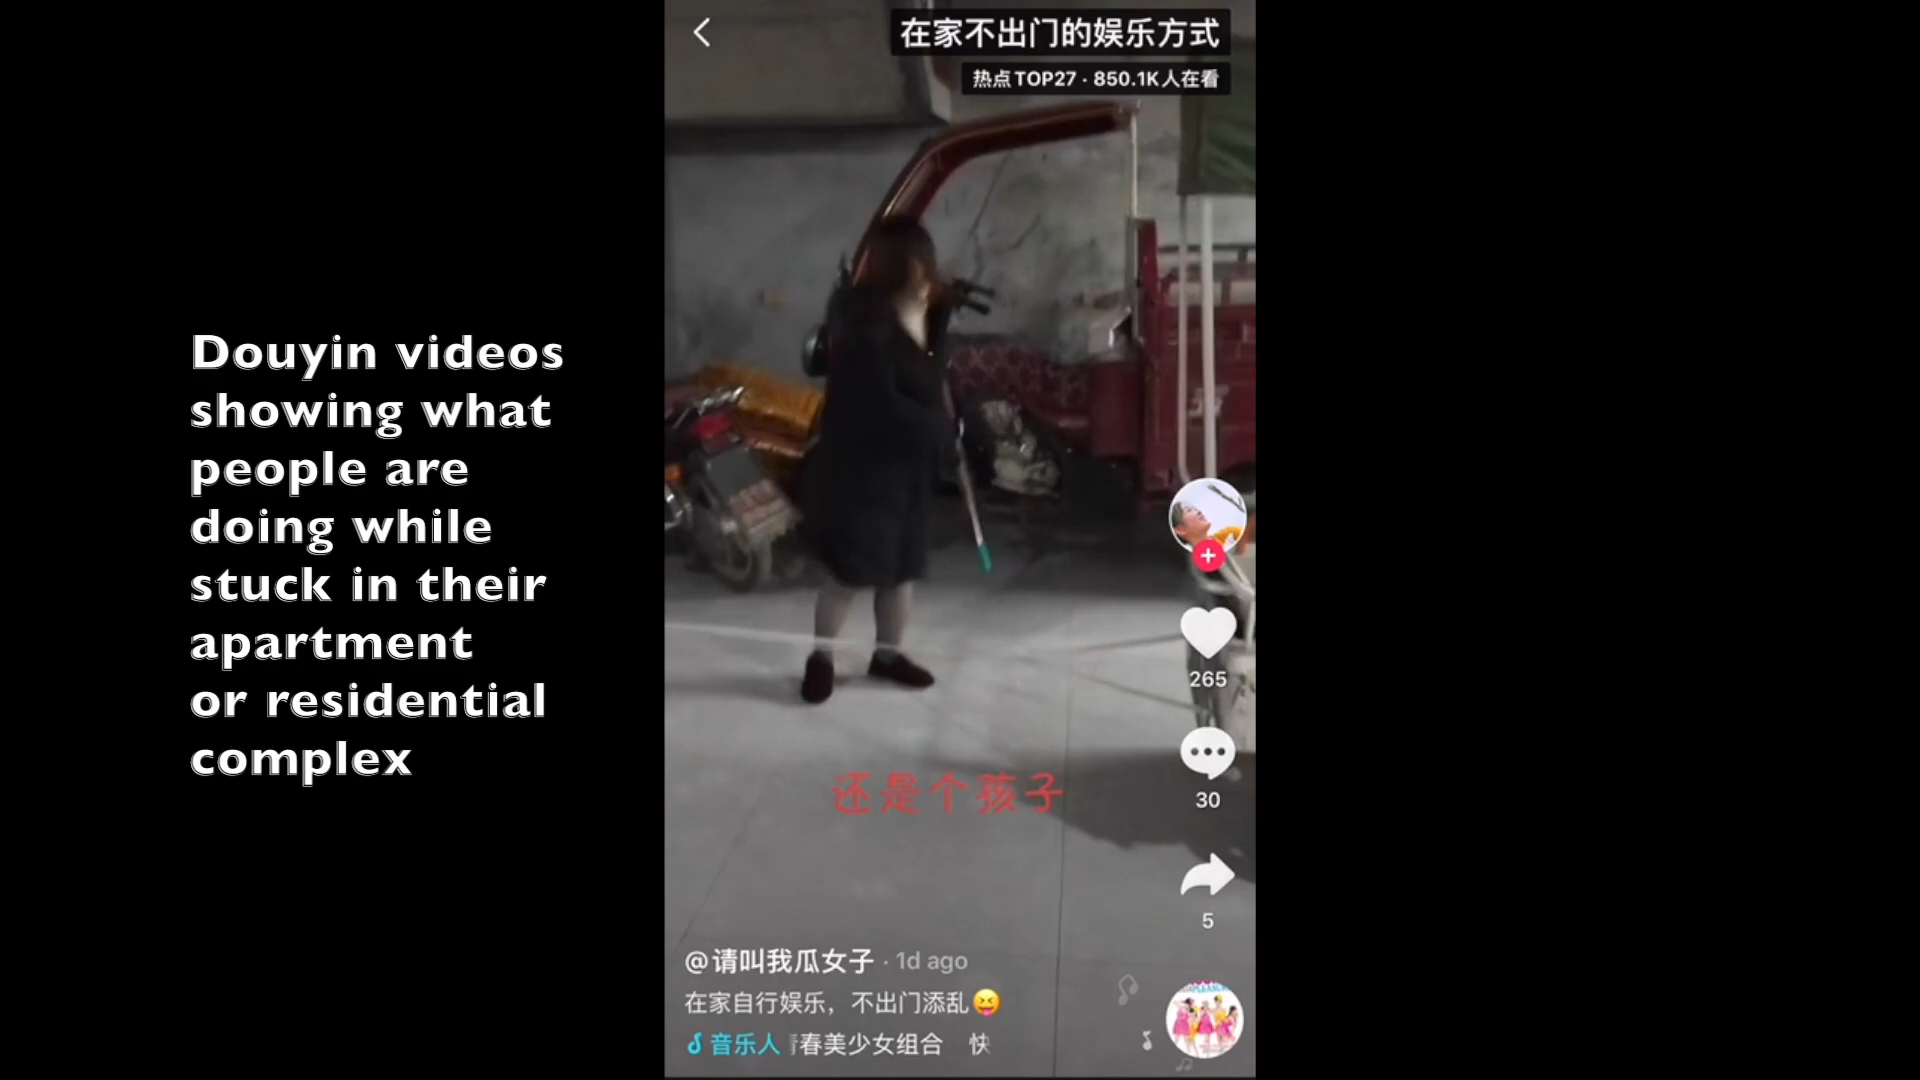 Douyin videos
showing what
people are
doing while
stuck in their
apartment
or residential
complex
在家不出门的娱乐方式
热点TOP27 · 850.1K人在看
265
还是个孩子
30
5
@请叫我瓜女子 · 1d ago
在家自行娱乐，不出门添乱😝
音乐人 春美少女组合 快